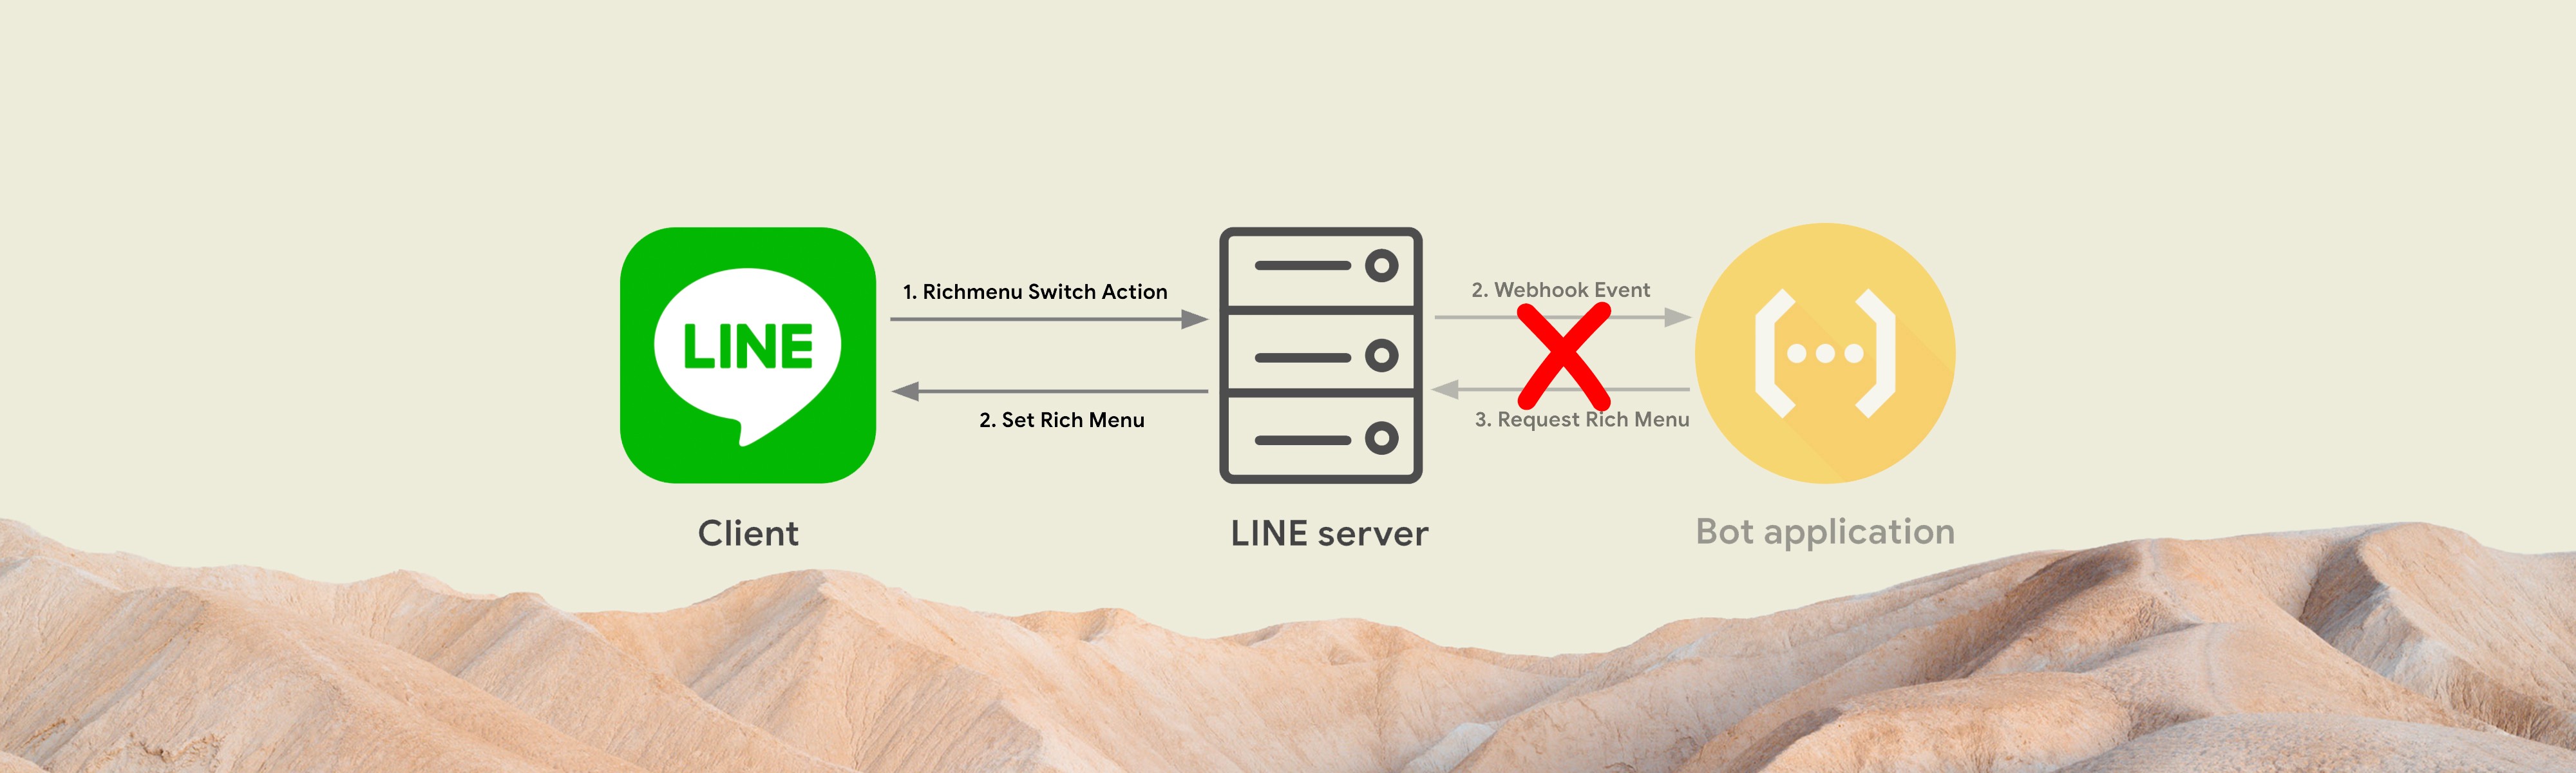 LINE
1. Richmenu Switch Action
2. Set Rich Menu
2. Webhook Event
3. Request Rich Menu
Client
LINE server
Bot application